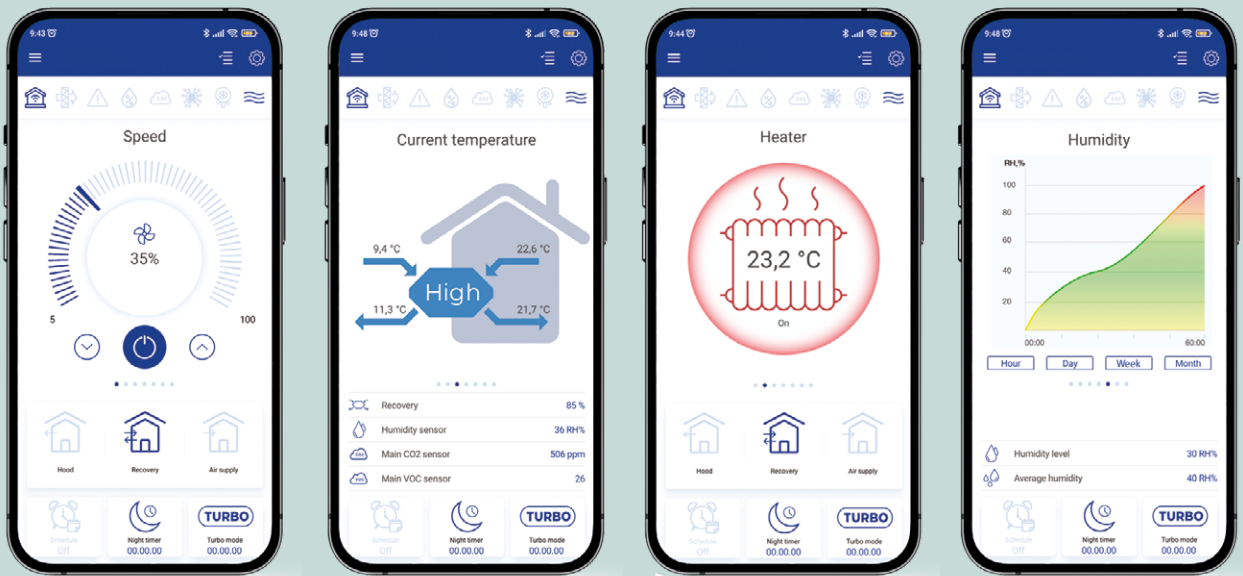 9:43
Speed
35%
5
100
Hood
Recovery
Air supply
Schedule
Off
Night timer
00.00.00
TURBO
Turbo mode
00.00.00
9:48
Current temperature
9,4 °C
22,6 °C
High
11,3 °C
21,7 °C
Recovery 85 %
Humidity sensor 36 RH%
Main CO2 sensor 506 ppm
Main VOC sensor 26
Schedule
Off
Night timer
00.00.00
TURBO
Turbo mode
00.00.00
9:44
Heater
23,2 °C
On
Hood
Recovery
Air supply
Schedule
Off
Night timer
00.00.00
TURBO
Turbo mode
00.00.00
9:48
Humidity
RH,%
100
80
60
40
20
00:00
60:00
Hour
Day
Week
Month
Humidity level 30 RH%
Average humidity 40 RH%
Schedule
Off
Night timer
00.00.00
TURBO
Turbo mode
00.00.00